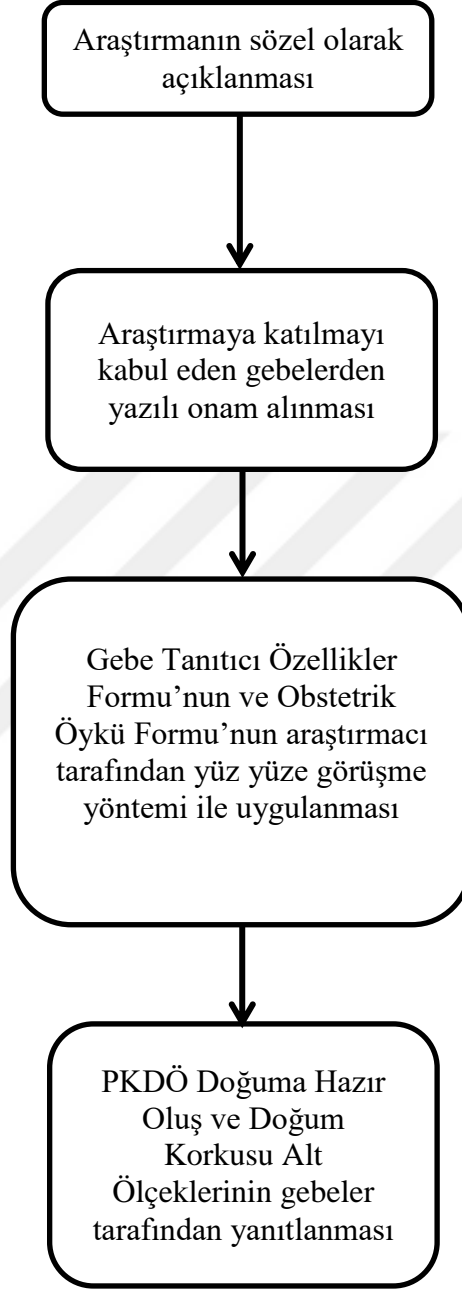 Araştırmanın sözel olarak
açıklanması
Araştırmaya katılmayı
kabul eden gebelerden
yazılı onam alınması
Gebe Tanıtıcı Özellikler
Formu’nun ve Obstetrik
Öykü Formu’nun araştırmacı
tarafından yüz yüze görüşme
yöntemi ile uygulanması
PKDÖ Doğuma Hazır
Oluş ve Doğum
Korkusu Alt
Ölçeklerinin gebeler
tarafından yanıtlanması